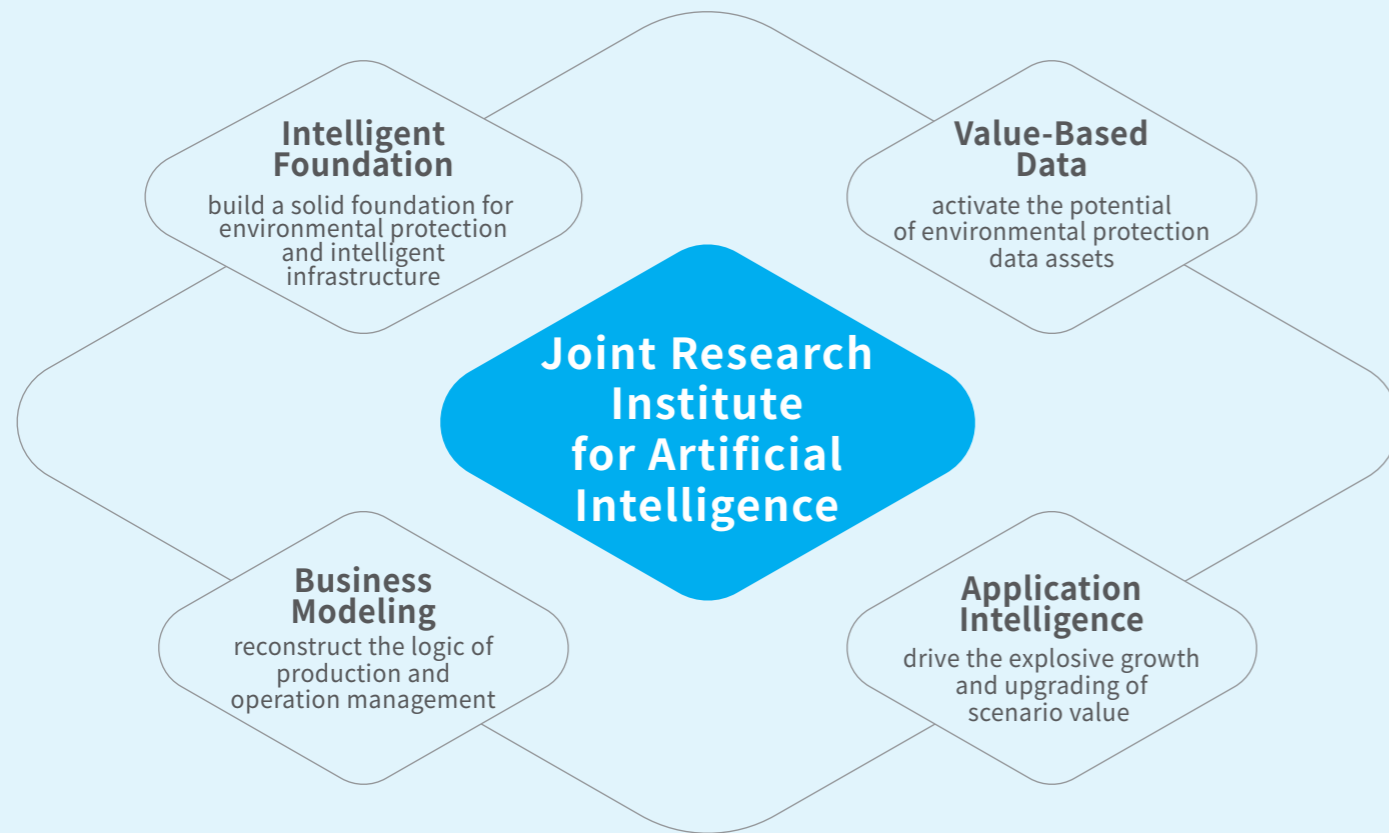 Intelligent
Foundation
build a solid foundation for
environmental protection
and intelligent
infrastructure
Value-Based
Data
activate the potential
of environmental protection
data assets
Joint Research
Institute
for Artificial
Intelligence
Business
Modeling
reconstruct the logic of
production and
operation management
Application
Intelligence
drive the explosive growth
and upgrading of
scenario value